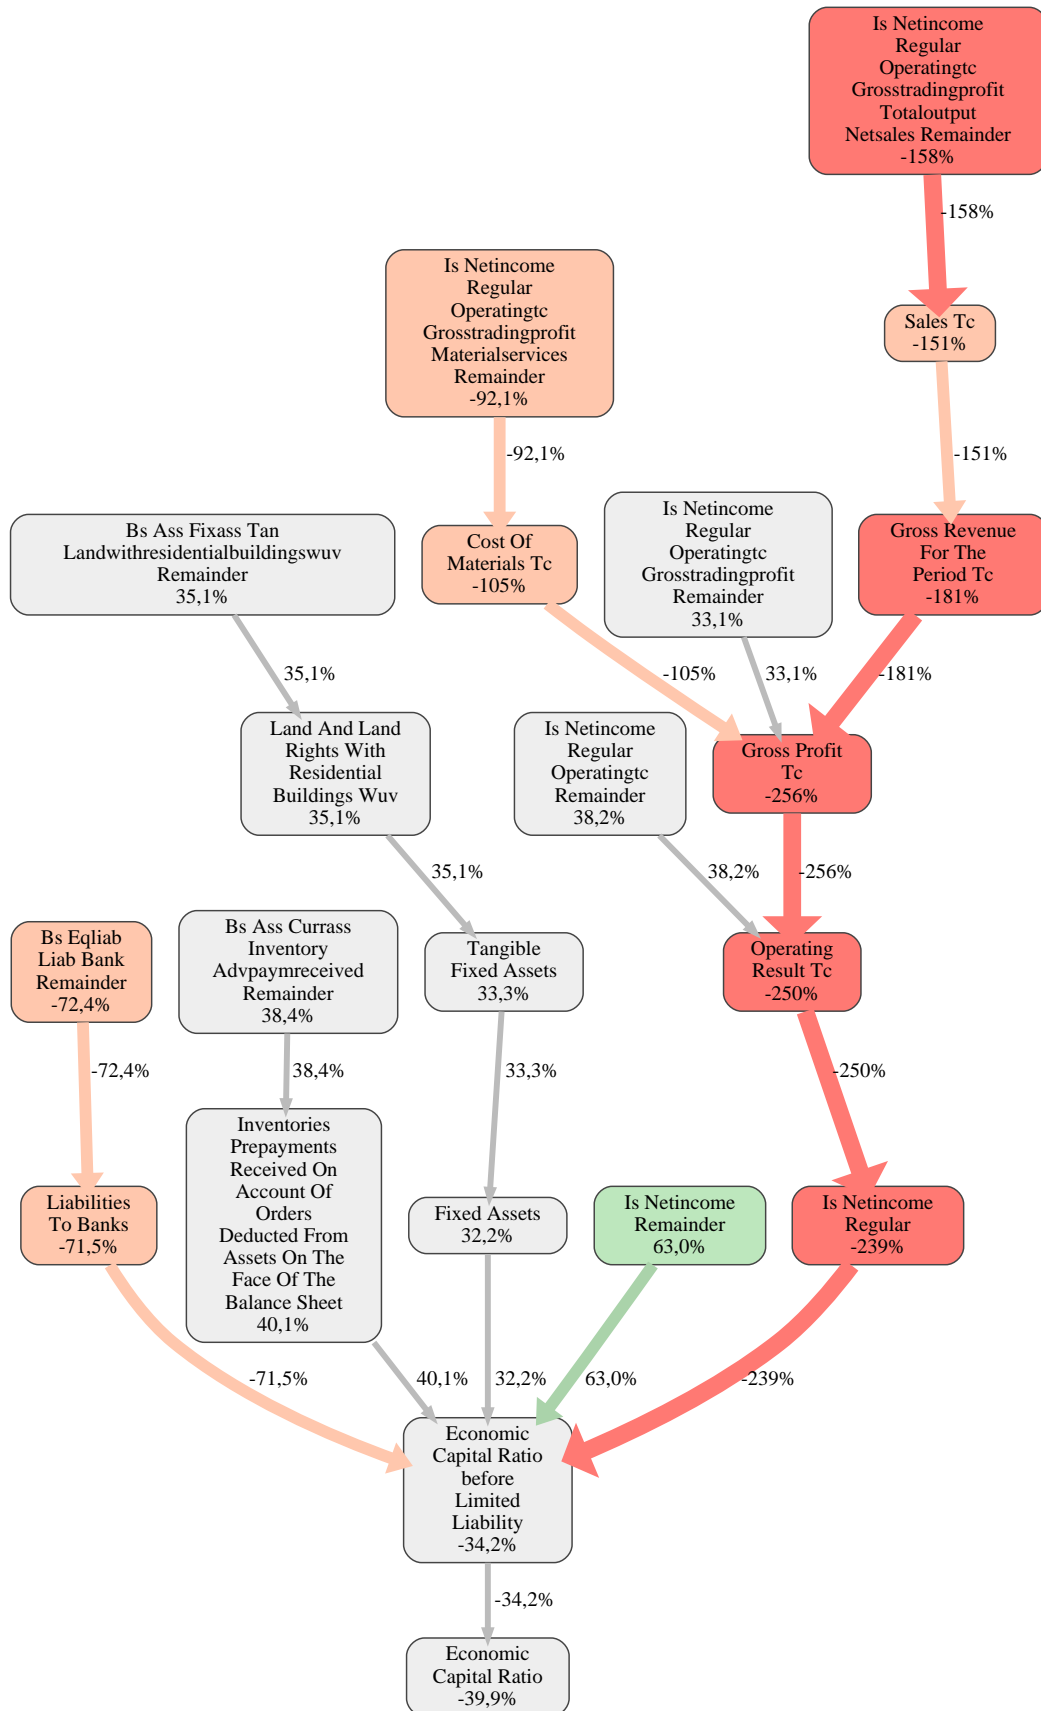 Is Netincome
Regular
Operatingtc
Grosstradingprofit
Totaloutput
Netsales Remainder
-158%
-158%
Is Netincome
Regular
Operatingtc
Grosstradingprofit
Materialservices
Remainder
-92,1%
Sales Tc
-151%
-92,1%
-151%
Bs Ass Fixass Tan
Landwithresidentialbuildingswuv
Remainder
35,1%
Cost Of
Materials Tc
-105%
Is Netincome
Regular
Operatingtc
Grosstradingprofit
Remainder
33,1%
Gross Revenue
For The
Period Tc
-181%
35,1%
-105%
33,1%
-181%
Land And Land
Rights With
Residential
Buildings Wuv
35,1%
Is Netincome
Regular
Operatingtc
Remainder
38,2%
Gross Profit
Tc
-256%
35,1%
38,2%
-256%
Bs Eqliab
Liab Bank
Remainder
-72,4%
Bs Ass Currass
Inventory
Advpaymreceived
Remainder
38,4%
Tangible
Fixed Assets
33,3%
Operating
Result Tc
-250%
-72,4%
38,4%
33,3%
-250%
Liabilities
To Banks
-71,5%
Inventories
Prepayments
Received On
Account Of
Orders
Deducted From
Assets On The
Face Of The
Balance Sheet
40,1%
Fixed Assets
32,2%
Is Netincome
Remainder
63,0%
Is Netincome
Regular
-239%
-71,5%
40,1%
32,2%
63,0%
-239%
Economic
Capital Ratio
before
Limited
Liability
-34,2%
-34,2%
Economic
Capital Ratio
-39,9%